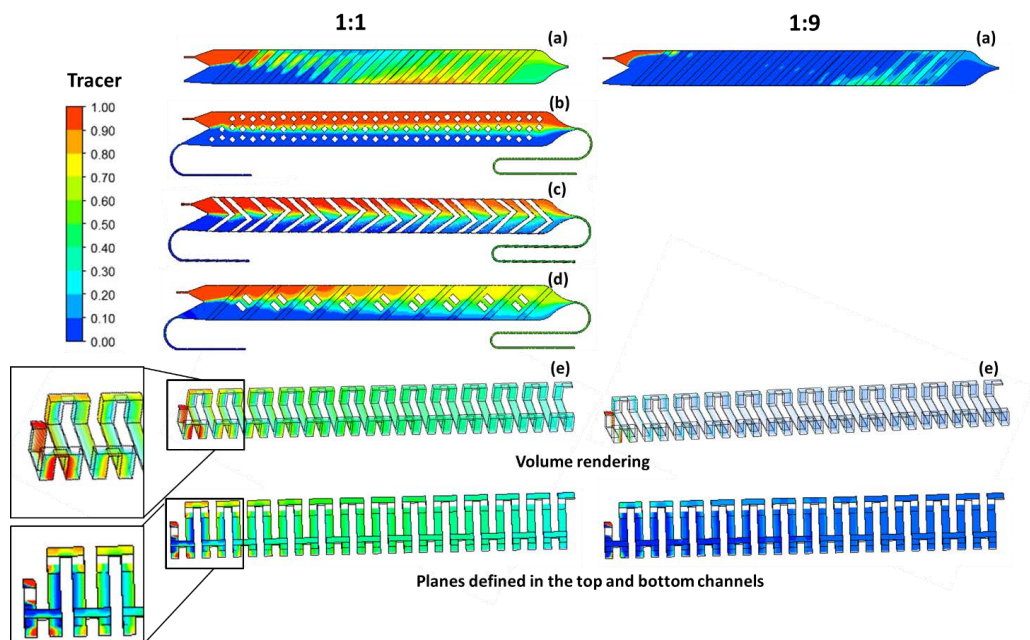 1:1
1:9
(a)
(a)
Tracer
1.00
0.90
0.80
0.70
0.60
0.50
0.40
0.30
0.20
0.10
0.00
(b)
(c)
(d)
(e)
(e)
Volume rendering
Planes defined in the top and bottom channels